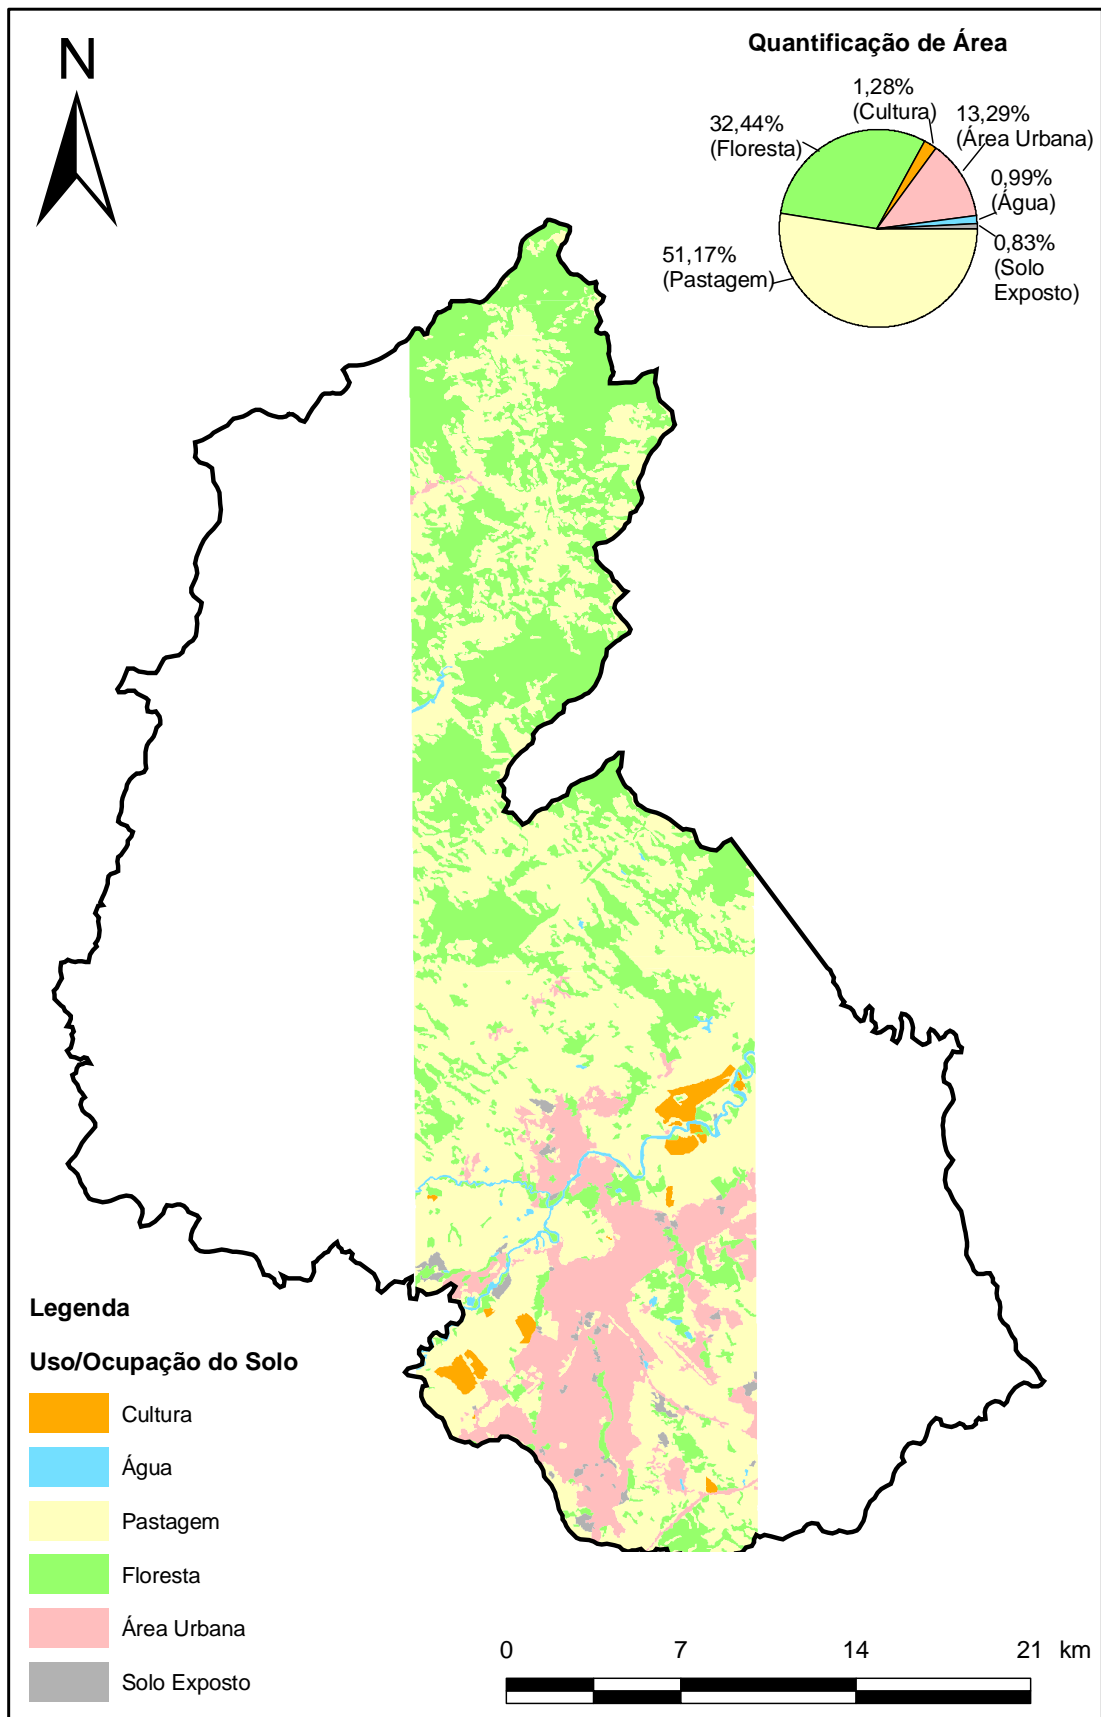 N
Quantificação de Área
1,28%
(Cultura)
13,29%
(Área Urbana)
32,44%
(Floresta)
0,99%
(Água)
51,17%
(Pastagem)
0,83%
(Solo
Exposto)
Legenda
Uso/Ocupação do Solo
Cultura
Água
Pastagem
Floresta
Área Urbana
Solo Exposto
0 7 14 21 km